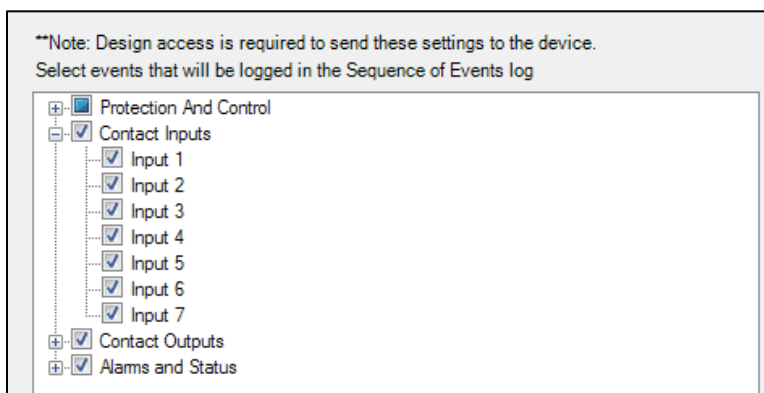 **Note: Design access is required to send these settings to the device.
Select events that will be logged in the Sequence of Events log
Protection And Control
Contact Inputs
Input 1
Input 2
Input 3
Input 4
Input 5
Input 6
Input 7
Contact Outputs
Alarms and Status